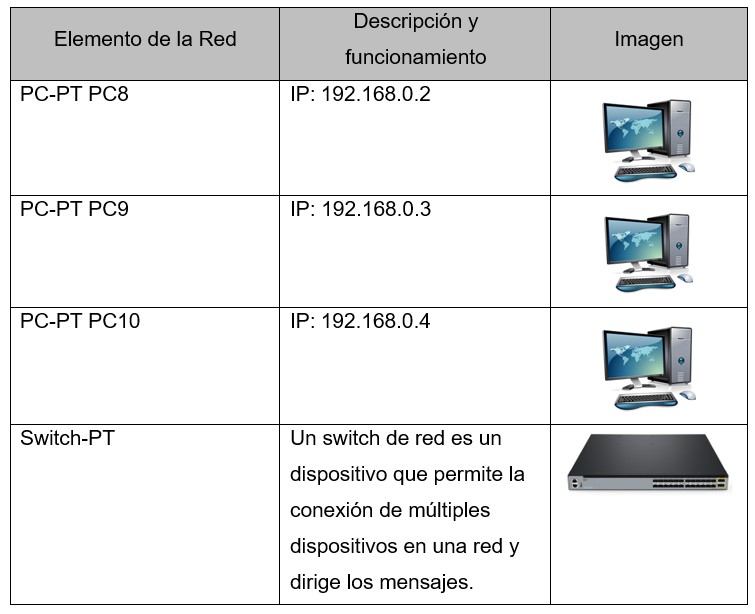 Elemento de la Red
Descripción y
funcionamiento
Imagen
PC-PT PC8
IP: 192.168.0.2
PC-PT PC9
IP: 192.168.0.3
PC-PT PC10
IP: 192.168.0.4
Switch-PT
Un switch de red es un
dispositivo que permite la
conexión de múltiples
dispositivos en una red y
dirige los mensajes.